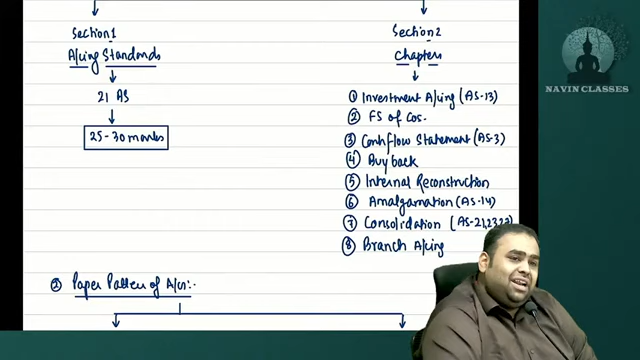 Section 1
A/cing Standards
21 AS
25-30 marks
Section 2
Chapters
① Investment A/cing (AS-13)
② FS of Cos.
③ Cashflow Statement (AS-3)
④ Buyback
⑤ Internal Reconstruction
⑥ Amalgamation (AS-14)
⑦ Consolidation (AS-21,23,27)
⑧ Branch A/cing
② Paper Pattern of A/cs:-
NAVIN CLASSES